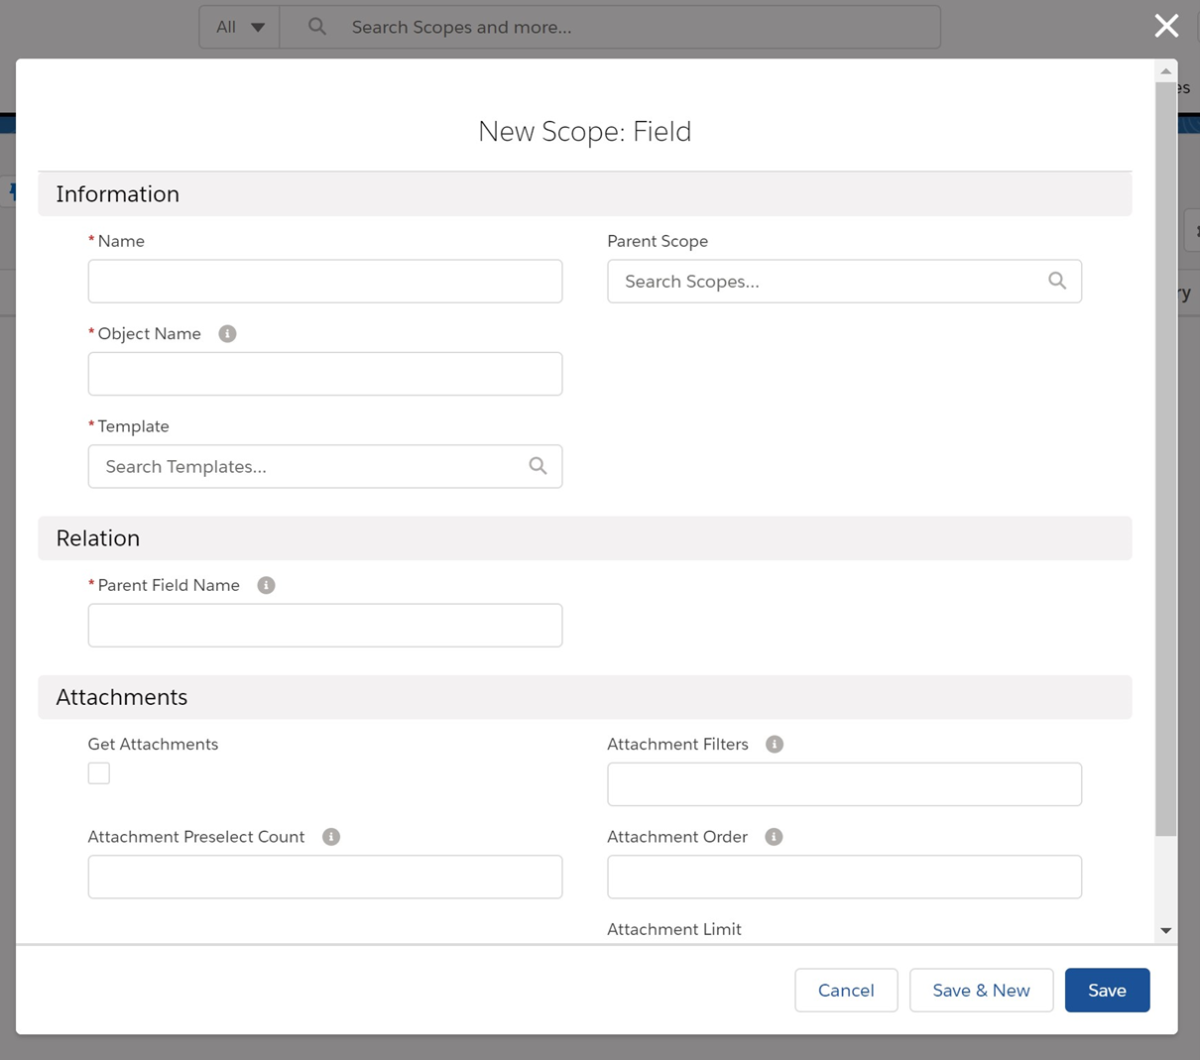 All
Search Scopes and more...
es
New Scope: Field
Information
* Name
Parent Scope
Search Scopes...
ry
* Object Name
* Template
Search Templates...
Relation
* Parent Field Name
Attachments
Get Attachments
Attachment Filters
Attachment Preselect Count
Attachment Order
Attachment Limit
Cancel
Save & New
Save